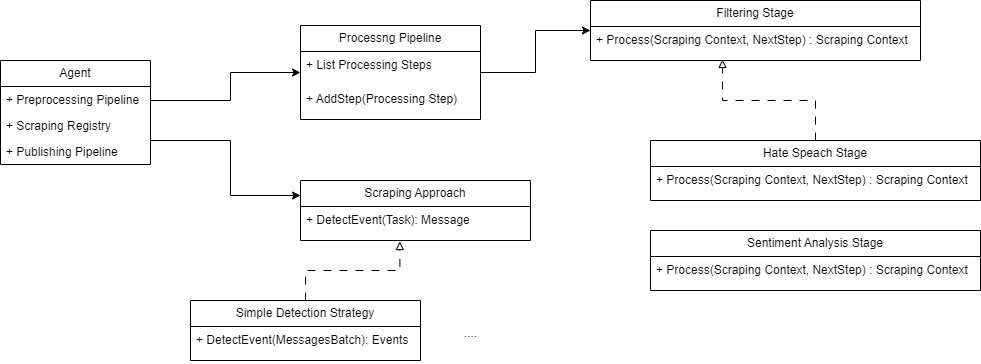 Filtering Stage
+ Process(Scraping Context, NextStep) : Scraping Context
Processng Pipeline
+ List Processing Steps
+ AddStep(Processing Step)
Agent
+ Preprocessing Pipeline
+ Scraping Registry
+ Publishing Pipeline
Hate Speach Stage
+ Process(Scraping Context, NextStep) : Scraping Context
Scraping Approach
+ DetectEvent(Task): Message
Sentiment Analysis Stage
+ Process(Scraping Context, NextStep) : Scraping Context
Simple Detection Strategy
+ DetectEvent(MessagesBatch): Events
....